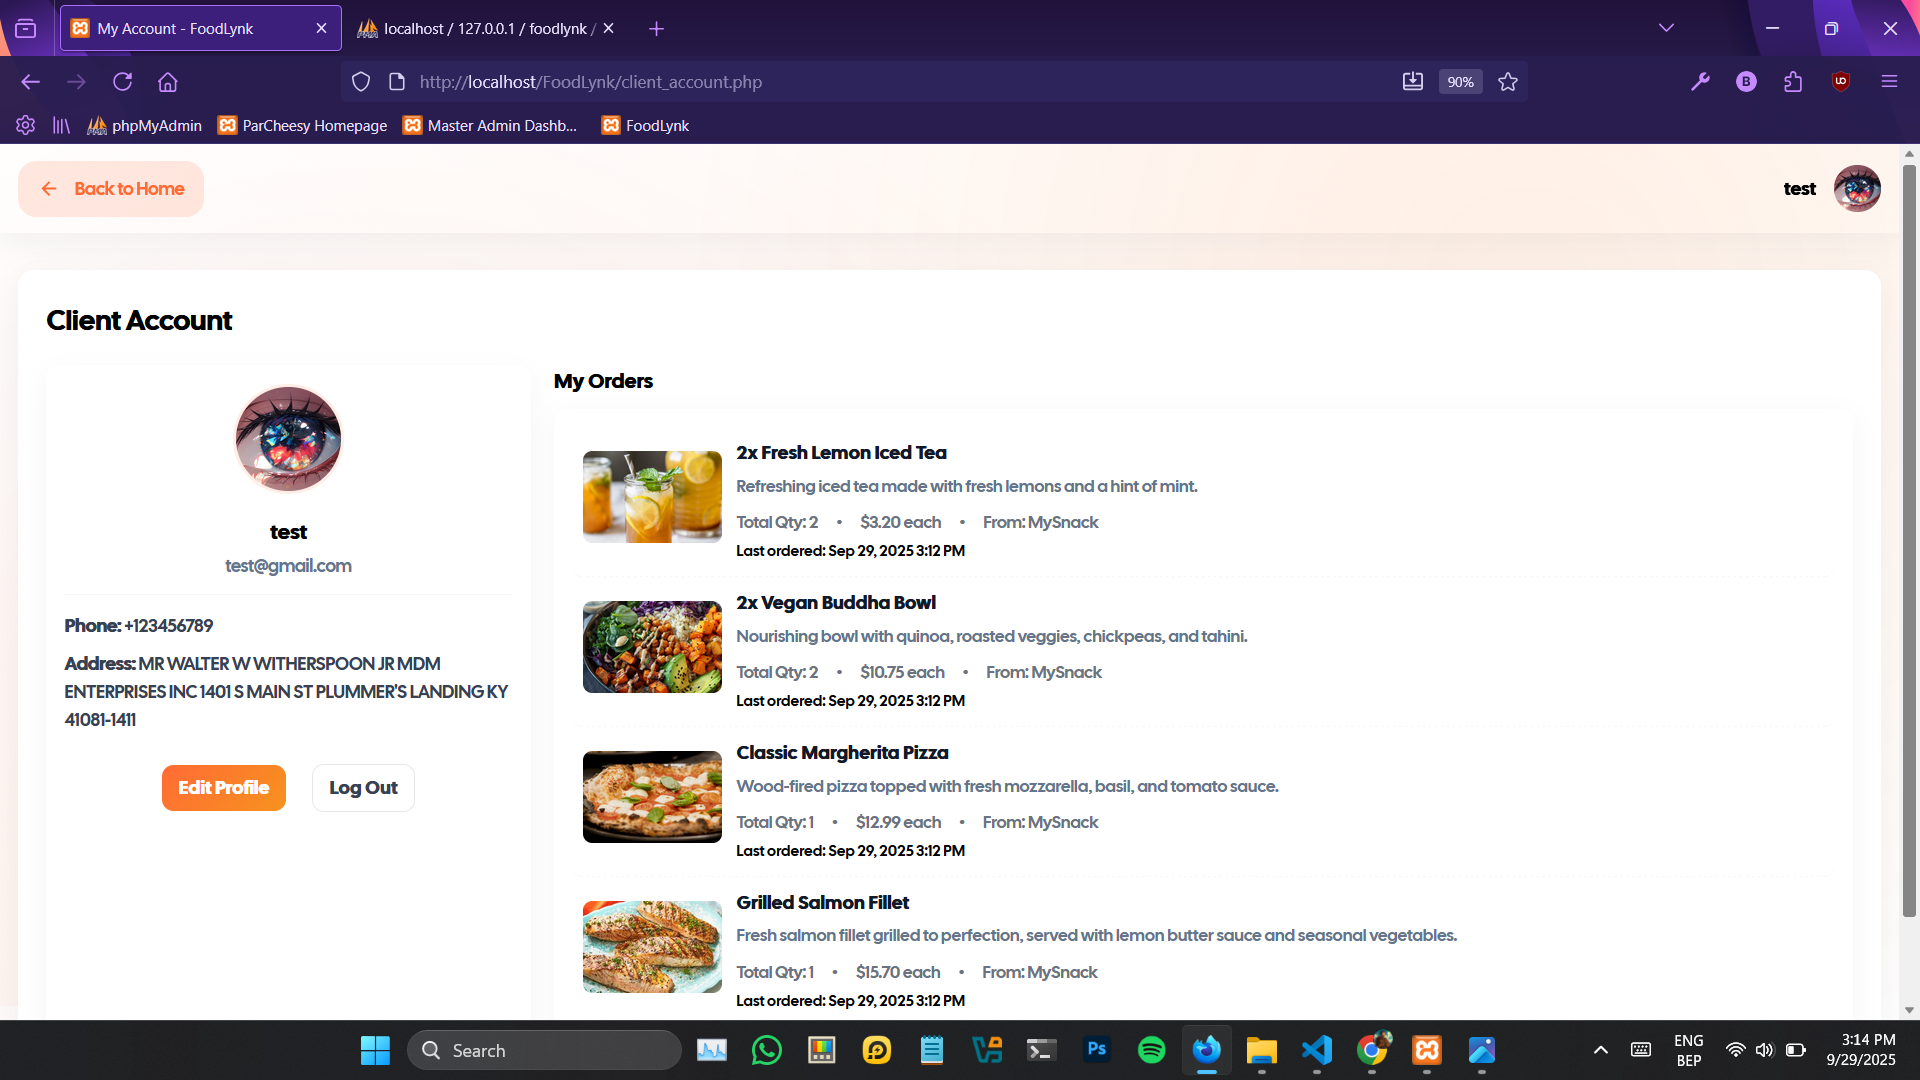 My Account - FoodLynk
localhost / 127.0.0.1 / foodlynk /
http://localhost/FoodLynk/client_account.php
90%
B
phpMyAdmin
ParCheesy Homepage
Master Admin Dashb...
FoodLynk
Back to Home
test
Client Account
test
test@gmail.com
Phone: +123456789
Address: MR WALTER W WITHERSPOON JR MDM
ENTERPRISES INC 1401 S MAIN ST PLUMMER'S LANDING KY
41081-1411
Edit Profile
Log Out
My Orders
2x Fresh Lemon Iced Tea
Refreshing iced tea made with fresh lemons and a hint of mint.
Total Qty: 2 • $3.20 each • From: MySnack
Last ordered: Sep 29, 2025 3:12 PM
2x Vegan Buddha Bowl
Nourishing bowl with quinoa, roasted veggies, chickpeas, and tahini.
Total Qty: 2 • $10.75 each • From: MySnack
Last ordered: Sep 29, 2025 3:12 PM
Classic Margherita Pizza
Wood-fired pizza topped with fresh mozzarella, basil, and tomato sauce.
Total Qty: 1 • $12.99 each • From: MySnack
Last ordered: Sep 29, 2025 3:12 PM
Grilled Salmon Fillet
Fresh salmon fillet grilled to perfection, served with lemon butter sauce and seasonal vegetables.
Total Qty: 1 • $15.70 each • From: MySnack
Last ordered: Sep 29, 2025 3:12 PM
Search
Ps
ENG
BEP
3:14 PM
9/29/2025